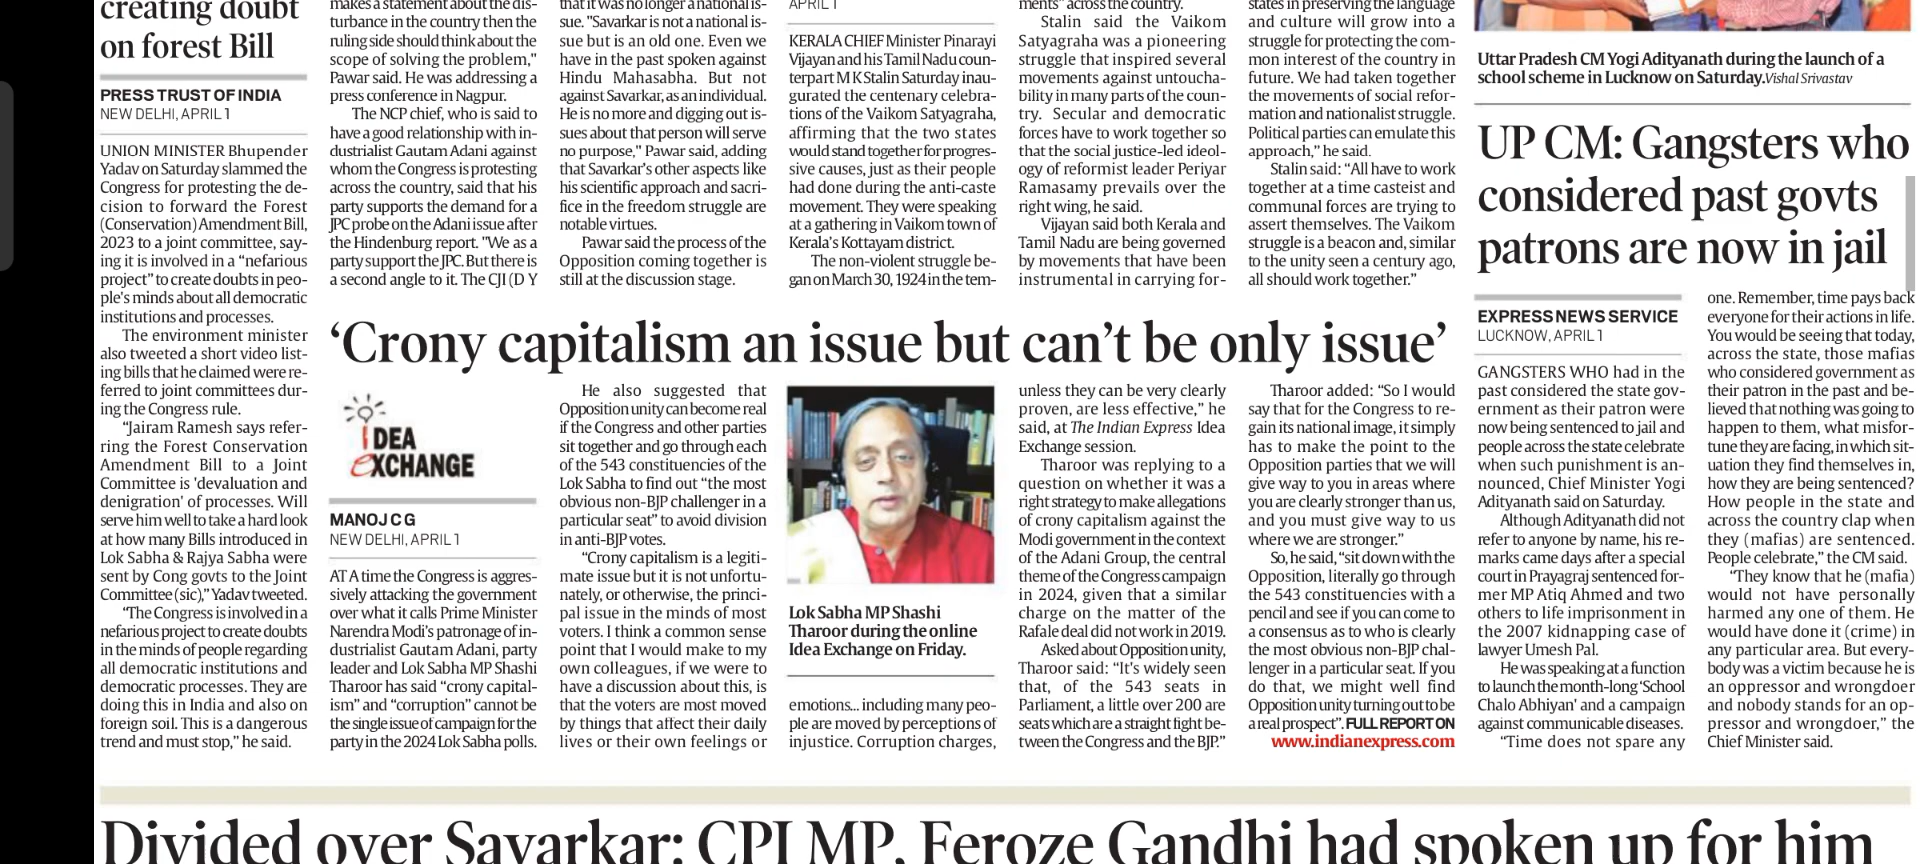 creating doubt
on forest Bill
PRESS TRUST OF INDIA
NEW DELHI, APRIL 1
UNION MINISTER Bhupender
Yadav on Saturday slammed the
Congress for protesting the de-
cision to forward the Forest
(Conservation) Amendment Bill,
2023 to a joint committee, say-
ing it is involved in a “nefarious
project” to create doubts in peo-
ple's minds about all democratic
institutions and processes.
The environment minister
also tweeted a short video list-
ing bills that he claimed were re-
ferred to joint committees dur-
ing the Congress rule.
“Jairam Ramesh says refer-
ring the Forest Conservation
Amendment Bill to a Joint
Committee is 'devaluation and
denigration' of processes. Will
serve him well to take a hard look
at how many Bills introduced in
Lok Sabha & Rajya Sabha were
sent by Cong govts to the Joint
Committee (sic),” Yadav tweeted.
“The Congress is involved in a
nefarious project to create doubts
in the minds of people regarding
all democratic institutions and
democratic processes. They are
doing this in India and also on
foreign soil. This is a dangerous
trend and must stop,” he said.
makes a statement about the dis-
turbance in the country then the
ruling side should think about the
scope of solving the problem,"
Pawar said. He was addressing a
press conference in Nagpur.
The NCP chief, who is said to
have a good relationship with in-
dustrialist Gautam Adani against
whom the Congress is protesting
across the country, said that his
party supports the demand for a
JPC probe on the Adani issue after
the Hindenburg report. "We as a
party support the JPC. But there is
a second angle to it. The CJI (D Y
that it was no longer a national is-
sue. "Savarkar is not a national is-
sue but is an old one. Even we
have in the past spoken against
Hindu Mahasabha. But not
against Savarkar, as an individual.
He is no more and digging out is-
sues about that person will serve
no purpose," Pawar said, adding
that Savarkar's other aspects like
his scientific approach and sacri-
fice in the freedom struggle are
notable virtues.
Pawar said the process of the
Opposition coming together is
still at the discussion stage.
APRIL 1
KERALA CHIEF Minister Pinarayi
Vijayan and his Tamil Nadu coun-
terpart M K Stalin Saturday inau-
gurated the centenary celebra-
tions of the Vaikom Satyagraha,
affirming that the two states
would stand together for progres-
sive causes, just as their people
had done during the anti-caste
movement. They were speaking
at a gathering in Vaikom town of
Kerala's Kottayam district.
The non-violent struggle be-
gan on March 30, 1924 in the tem-
ments” across the country.
Stalin said the Vaikom
Satyagraha was a pioneering
struggle that inspired several
movements against untoucha-
bility in many parts of the coun-
try. Secular and democratic
forces have to work together so
that the social justice-led ideol-
ogy of reformist leader Periyar
Ramasamy prevails over the
right wing, he said.
Vijayan said both Kerala and
Tamil Nadu are being governed
by movements that have been
instrumental in carrying for-
states in preserving the language
and culture will grow into a
struggle for protecting the com-
mon interest of the country in
future. We had taken together
the movements of social refor-
mation and nationalist struggle.
Political parties can emulate this
approach,” he said.
Stalin said: “All have to work
together at a time casteist and
communal forces are trying to
assert themselves. The Vaikom
struggle is a beacon and, similar
to the unity seen a century ago,
all should work together.”
‘Crony capitalism an issue but can’t be only issue’
IDEA
eXCHANGE
MANOJ C G
NEW DELHI, APRIL 1
AT A time the Congress is aggres-
sively attacking the government
over what it calls Prime Minister
Narendra Modi's patronage of in-
dustrialist Gautam Adani, party
leader and Lok Sabha MP Shashi
Tharoor has said “crony capital-
ism” and “corruption” cannot be
the single issue of campaign for the
party in the 2024 Lok Sabha polls.
He also suggested that
Opposition unity can become real
if the Congress and other parties
sit together and go through each
of the 543 constituencies of the
Lok Sabha to find out “the most
obvious non-BJP challenger in a
particular seat” to avoid division
in anti-BJP votes.
“Crony capitalism is a legiti-
mate issue but it is not unfortu-
nately, or otherwise, the princi-
pal issue in the minds of most
voters. I think a common sense
point that I would make to my
own colleagues, if we were to
have a discussion about this, is
that the voters are most moved
by things that affect their daily
lives or their own feelings or
Lok Sabha MP Shashi
Tharoor during the online
Idea Exchange on Friday.
emotions... including many peo-
ple are moved by perceptions of
injustice. Corruption charges,
unless they can be very clearly
proven, are less effective,” he
said, at The Indian Express Idea
Exchange session.
Tharoor was replying to a
question on whether it was a
right strategy to make allegations
of crony capitalism against the
Modi government in the context
of the Adani Group, the central
theme of the Congress campaign
in 2024, given that a similar
charge on the matter of the
Rafale deal did not work in 2019.
Asked about Opposition unity,
Tharoor said: “It's widely seen
that, of the 543 seats in
Parliament, a little over 200 are
seats which are a straight fight be-
tween the Congress and the BJP.”
Tharoor added: “So I would
say that for the Congress to re-
gain its national image, it simply
has to make the point to the
Opposition parties that we will
give way to you in areas where
you are clearly stronger than us,
and you must give way to us
where we are stronger.”
So, he said, “sit down with the
Opposition, literally go through
the 543 constituencies with a
pencil and see if you can come to
a consensus as to who is clearly
the most obvious non-BJP chal-
lenger in a particular seat. If you
do that, we might well find
Opposition unity turning out to be
a real prospect”. FULL REPORT ON
www.indianexpress.com
Uttar Pradesh CM Yogi Adityanath during the launch of a
school scheme in Lucknow on Saturday. Vishal Srivastav
UP CM: Gangsters who
considered past govts
patrons are now in jail
EXPRESS NEWS SERVICE
LUCKNOW, APRIL 1
GANGSTERS WHO had in the
past considered the state gov-
ernment as their patron were
now being sentenced to jail and
people across the state celebrate
when such punishment is an-
nounced, Chief Minister Yogi
Adityanath said on Saturday.
Although Adityanath did not
refer to anyone by name, his re-
marks came days after a special
court in Prayagraj sentenced for-
mer MP Atiq Ahmed and two
others to life imprisonment in
the 2007 kidnapping case of
lawyer Umesh Pal.
He was speaking at a function
to launch the month-long ‘School
Chalo Abhiyan’ and a campaign
against communicable diseases.
“Time does not spare any
one. Remember, time pays back
everyone for their actions in life.
You would be seeing that today,
across the state, those mafias
who considered government as
their patron in the past and be-
lieved that nothing was going to
happen to them, what misfor-
tune they are facing, in which sit-
uation they find themselves in,
how they are being sentenced?
How people in the state and
across the country clap when
they (mafias) are sentenced.
People celebrate,” the CM said.
“They know that he (mafia)
would not have personally
harmed any one of them. He
would have done it (crime) in
any particular area. But every-
body was a victim because he is
an oppressor and wrongdoer
and nobody stands for an op-
pressor and wrongdoer,” the
Chief Minister said.
Divided over Savarkar: CPI MP, Feroze Gandhi had spoken up for him